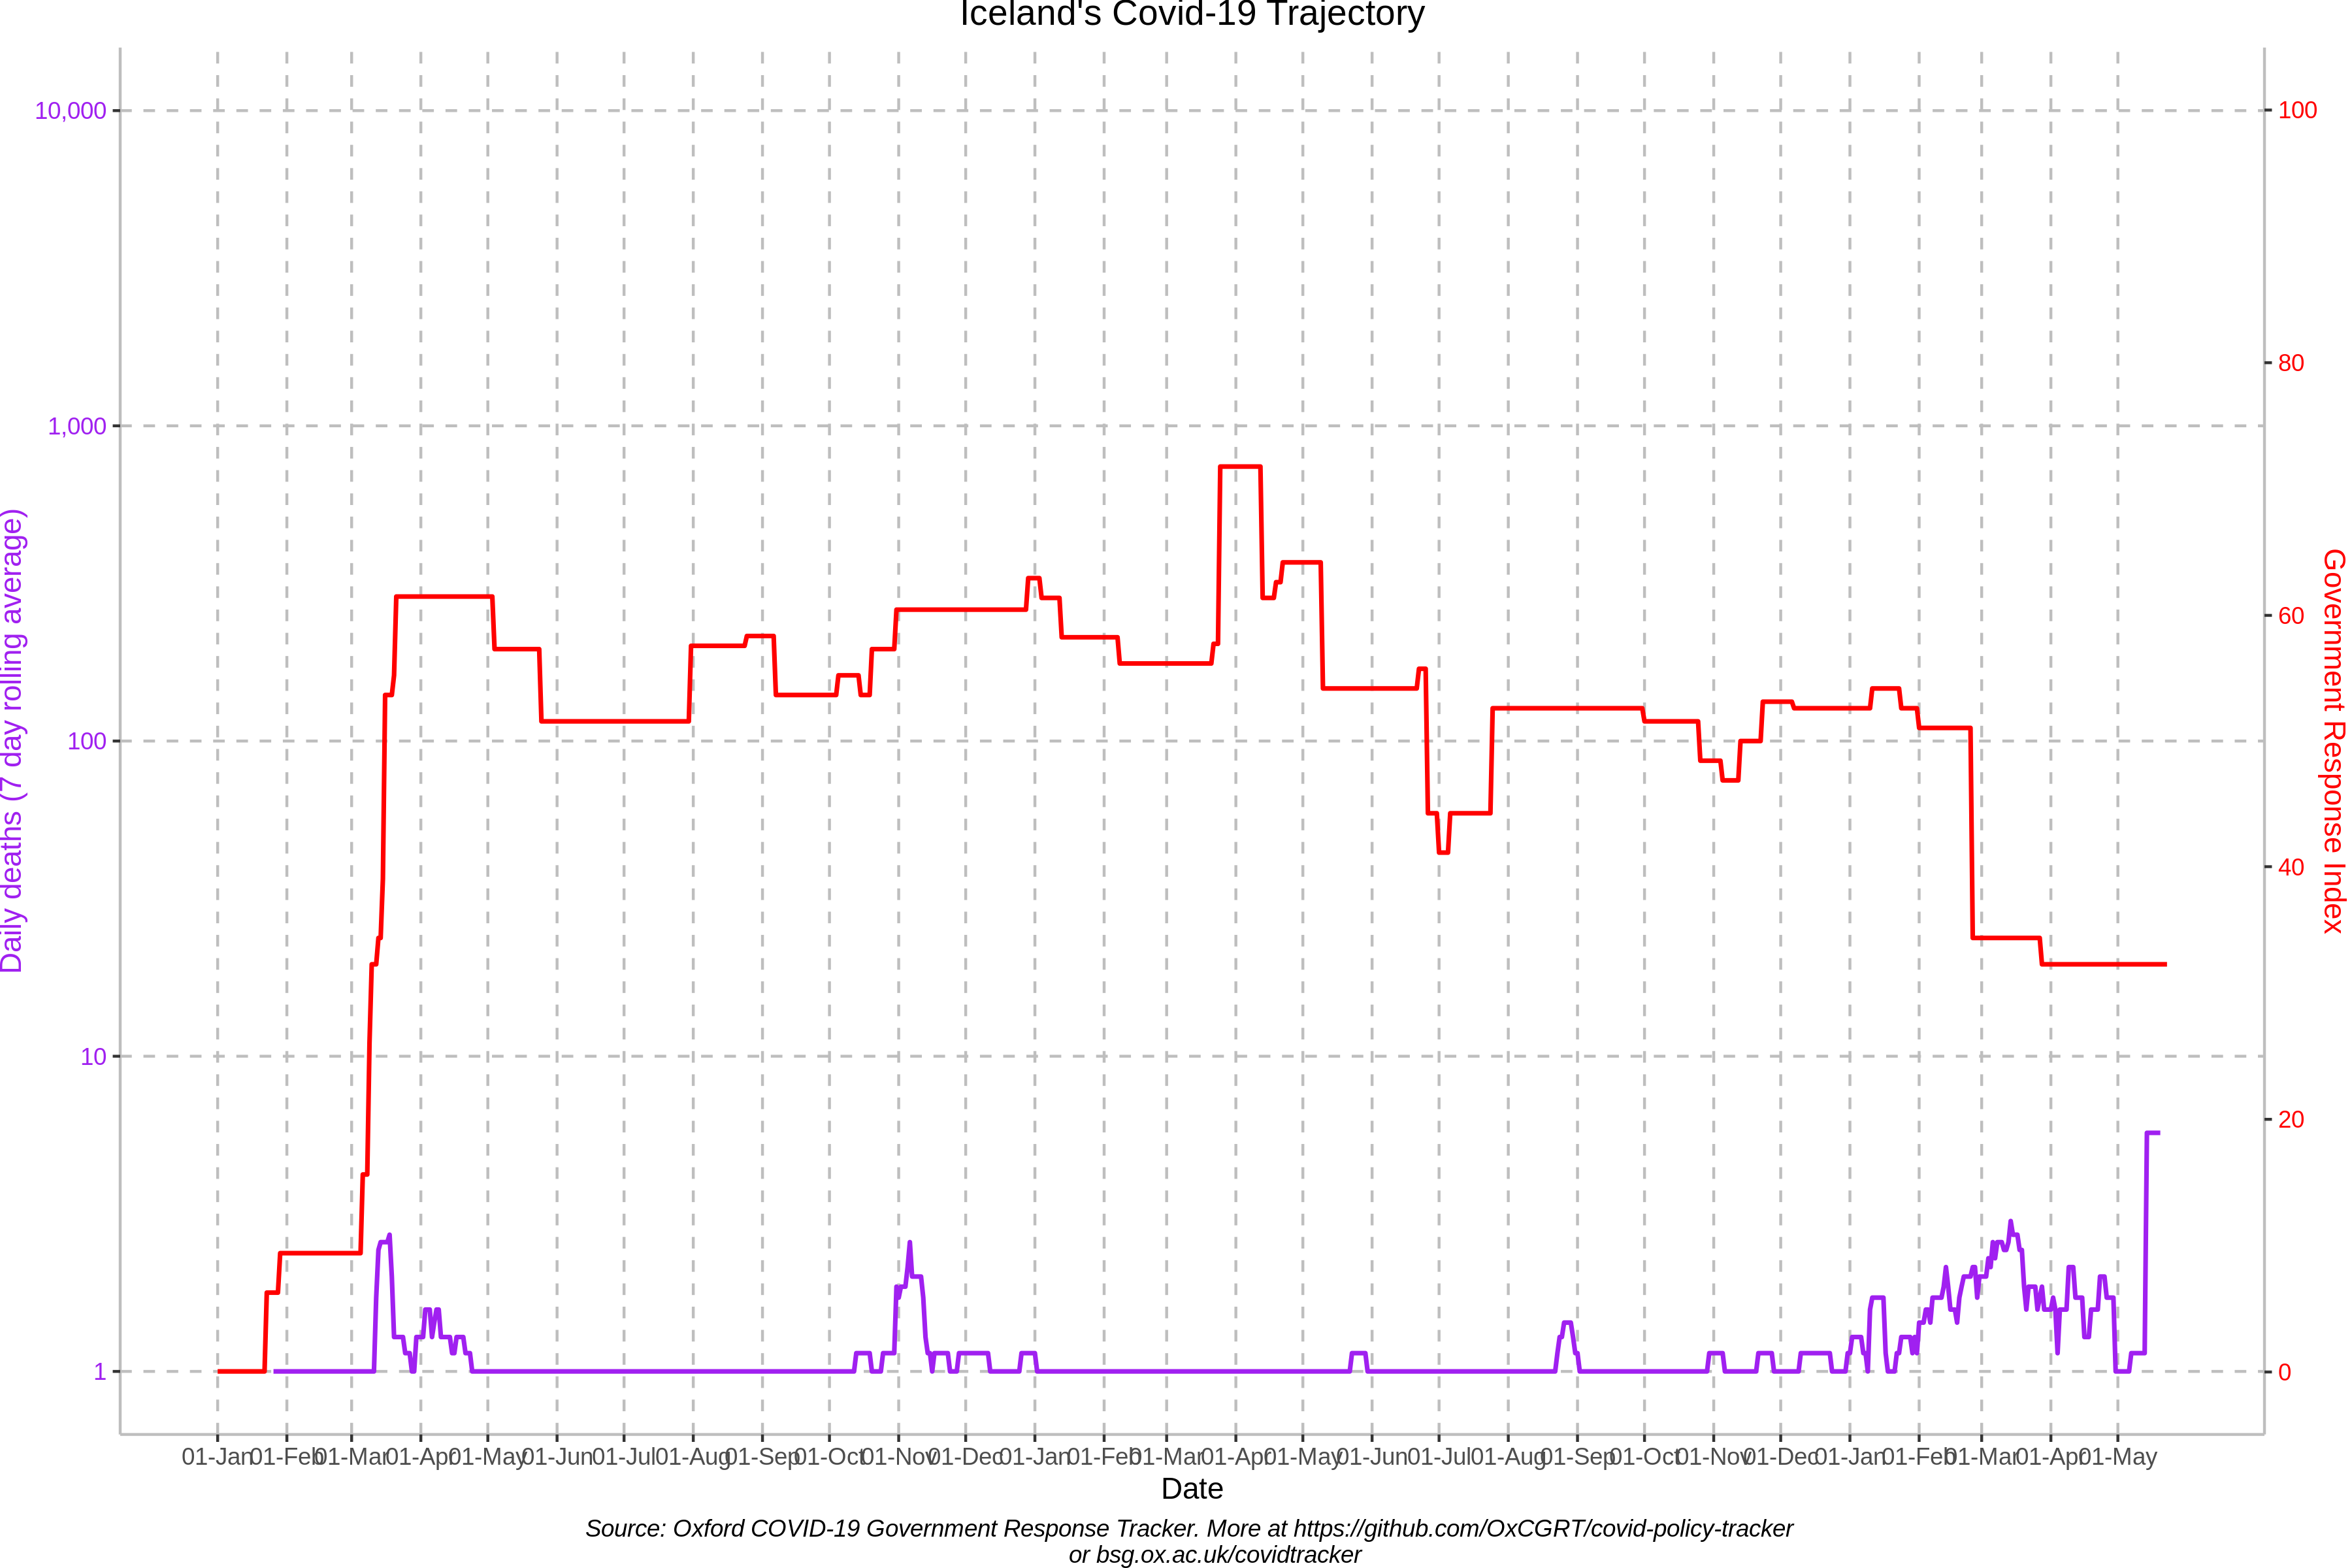 Iceland's Covid-19 Trajectory
10,000
1,000
100
10
1
Daily deaths (7 day rolling average)
100
80
60
40
20
0
Government Response Index
01-Jan 01-Feb 01-Mar 01-Apr 01-May 01-Jun 01-Jul 01-Aug 01-Sep 01-Oct 01-Nov 01-Dec 01-Jan 01-Feb 01-Mar 01-Apr 01-May 01-Jun 01-Jul 01-Aug 01-Sep 01-Oct 01-Nov 01-Dec 01-Jan 01-Feb 01-Mar 01-Apr 01-May
Date
Source: Oxford COVID-19 Government Response Tracker. More at https://github.com/OxCGRT/covid-policy-tracker
or bsg.ox.ac.uk/covidtracker